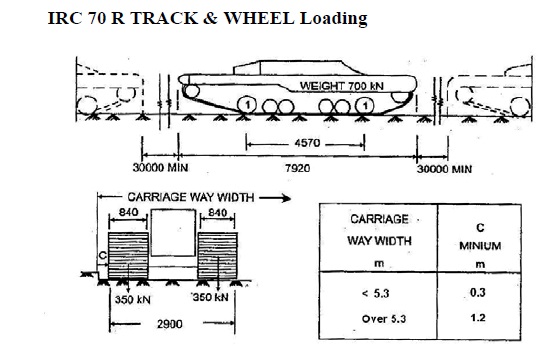 IRC 70 R TRACK & WHEEL Loading
WEIGHT 700 kN
1 1
4570
30000 MIN 7920 30000 MIN
CARRIAGE WAY WIDTH
840 840
C
350 kN 350 kN
2900
CARRIAGE WAY WIDTH m
C MINIUM m
< 5.3 0.3
Over 5.3 1.2